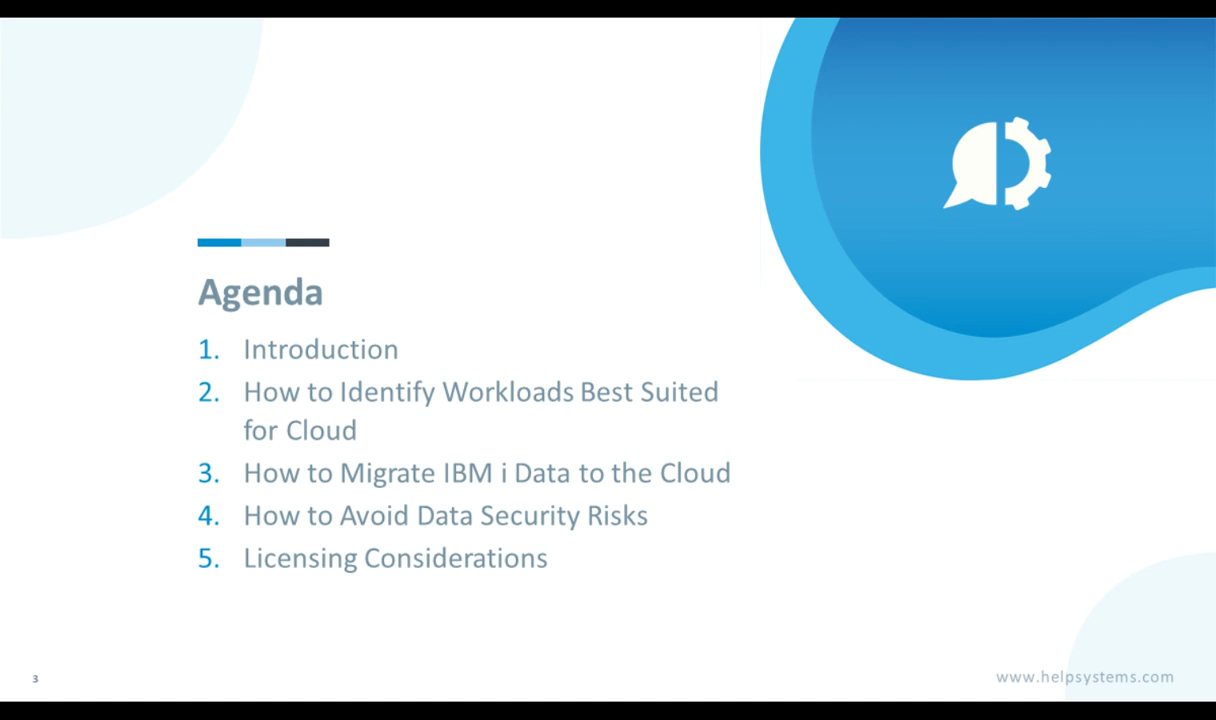 Agenda
1. Introduction
2. How to Identify Workloads Best Suited
for Cloud
3. How to Migrate IBM i Data to the Cloud
4. How to Avoid Data Security Risks
5. Licensing Considerations
3
www.helpsystems.com